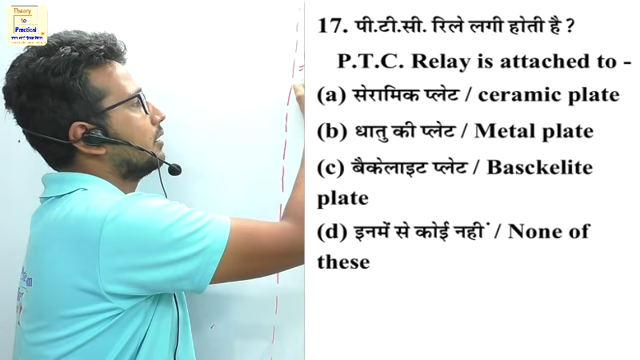 Theory
to
Practical
17. पी.टी.सी. रिले लगी होती है ?
P.T.C. Relay is attached to -
(a) सेरामिक प्लेट / ceramic plate
(b) धातु की प्लेट / Metal plate
(c) बैकेलाइट प्लेट / Basckelite
plate
(d) इनमें से कोई नहीं / None of
these